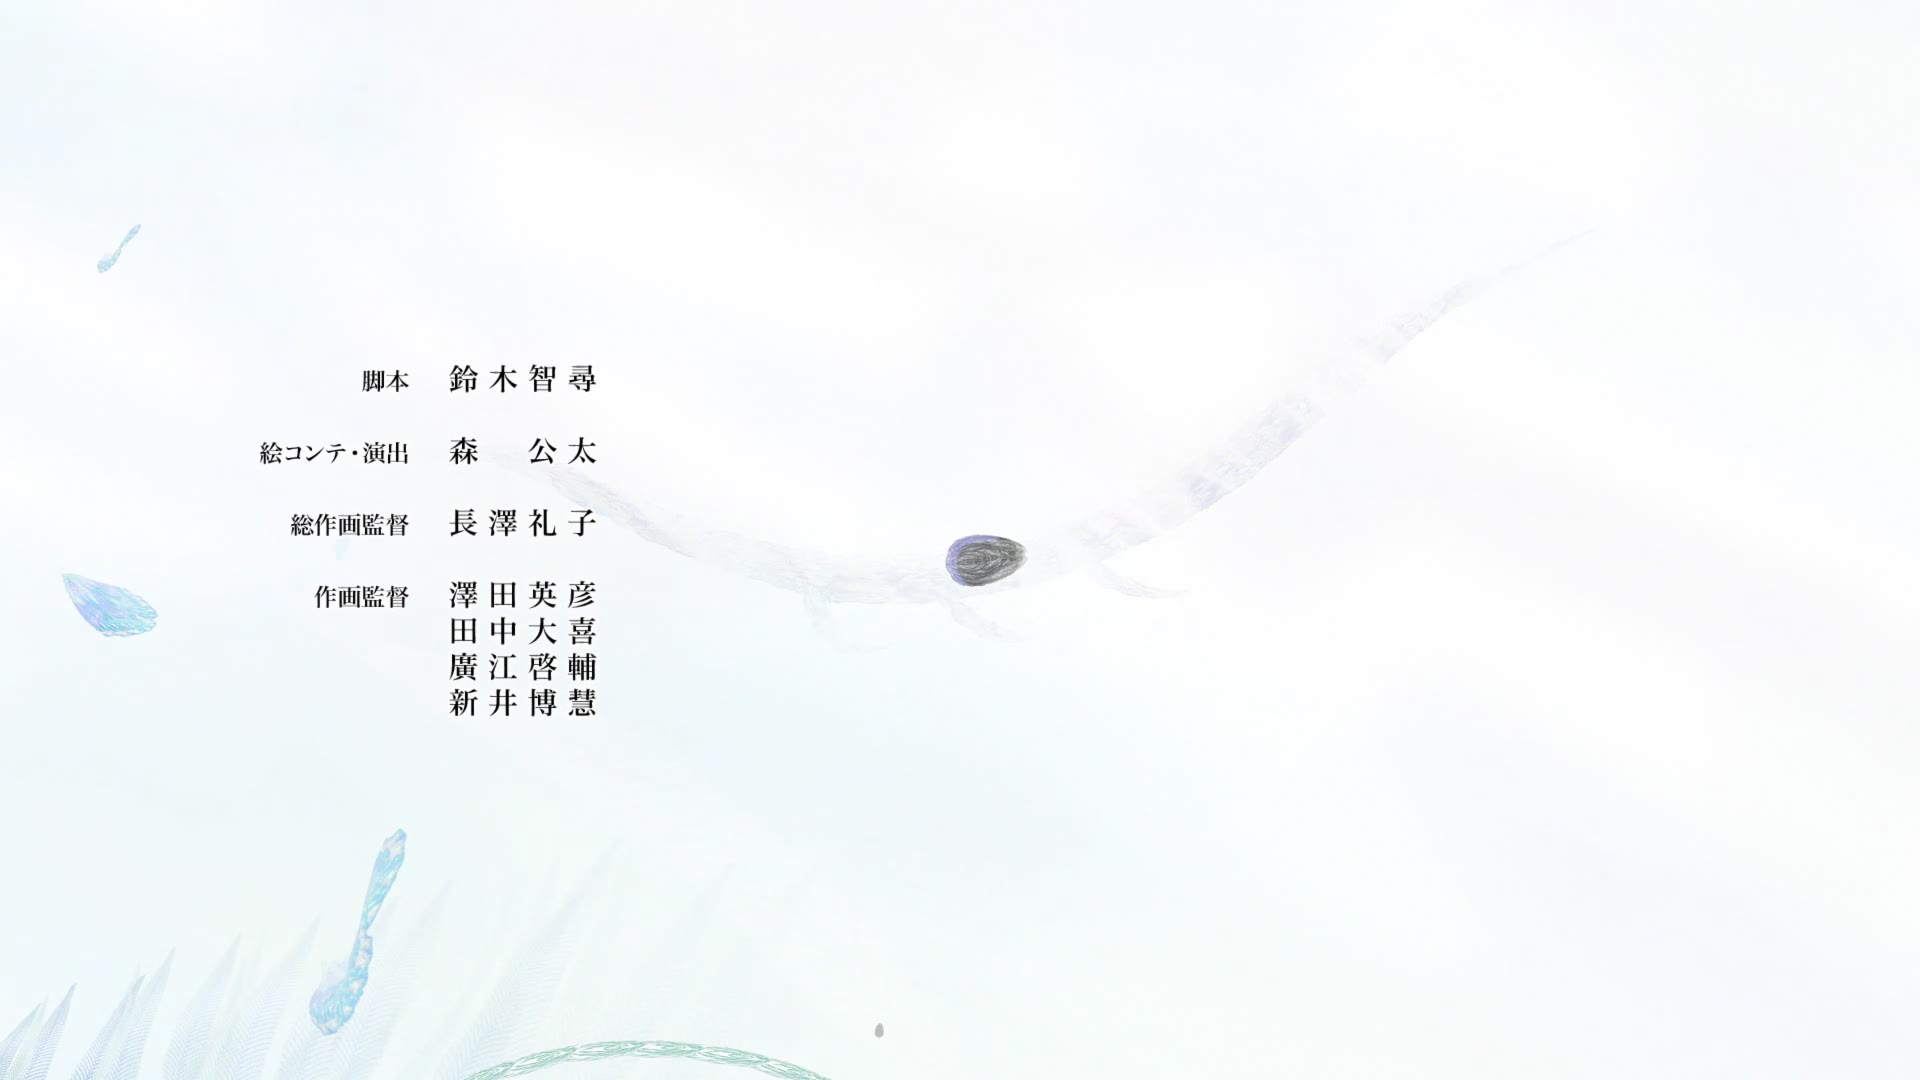 脚本 鈴木智尋
絵コンテ・演出 森 公太
総作画監督 長澤礼子
作画監督 澤田英彦
田中大喜
廣江啓輔
新井博慧